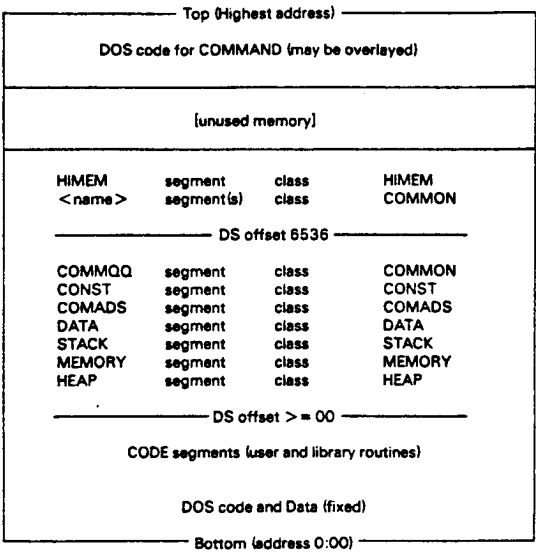 Top (Highest address)
DOS code for COMMAND (may be overlayed)
[unused memory]
HIMEM segment class HIMEM
<name> segment(s) class COMMON
DS offset 6536
COMMQQ segment class COMMON
CONST segment class CONST
COMADS segment class COMADS
DATA segment class DATA
STACK segment class STACK
MEMORY segment class MEMORY
HEAP segment class HEAP
DS offset >= 00
CODE segments (user and library routines)
DOS code and Data (fixed)
Bottom (address 0:00)